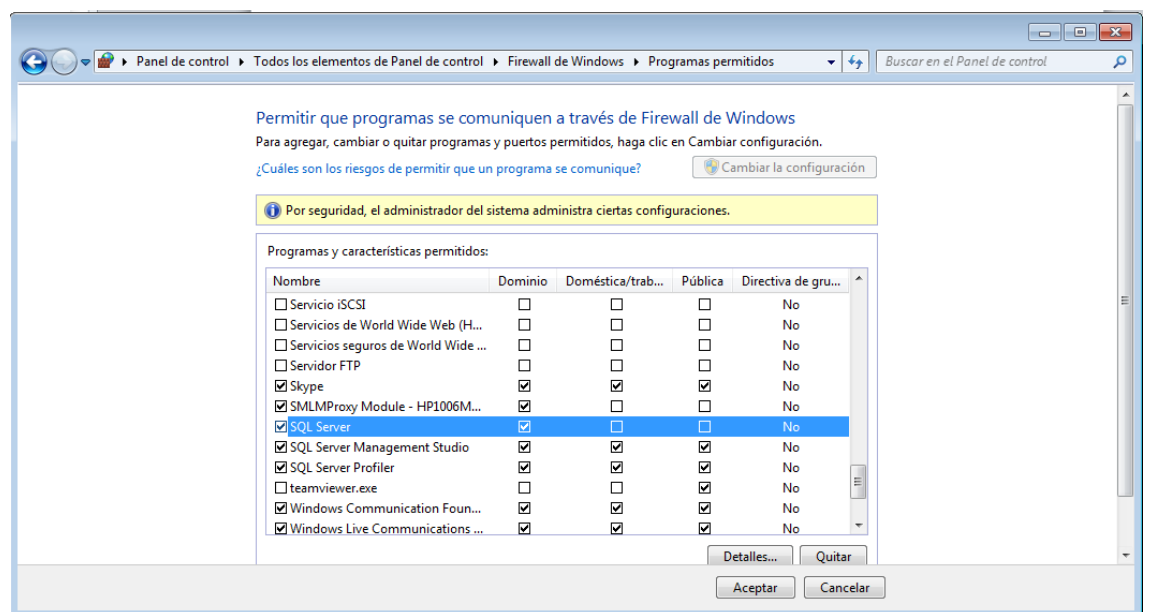 Panel de control ▸ Todos los elementos de Panel de control ▸ Firewall de Windows ▸ Programas permitidos
Buscar en el Panel de control
Permitir que programas se comuniquen a través de Firewall de Windows
Para agregar, cambiar o quitar programas y puertos permitidos, haga clic en Cambiar configuración.
¿Cuáles son los riesgos de permitir que un programa se comunique?
Cambiar la configuración
Por seguridad, el administrador del sistema administra ciertas configuraciones.
Programas y características permitidos:
Nombre Dominio Doméstica/trab... Pública Directiva de gru...
Servicio iSCSI No
Servicios de World Wide Web (H... No
Servicios seguros de World Wide ... No
Servidor FTP No
Skype No
SMLMProxy Module - HP1006M... No
SQL Server No
SQL Server Management Studio No
SQL Server Profiler No
teamviewer.exe No
Windows Communication Foun... No
Windows Live Communications ... No
Detalles... Quitar
Aceptar Cancelar